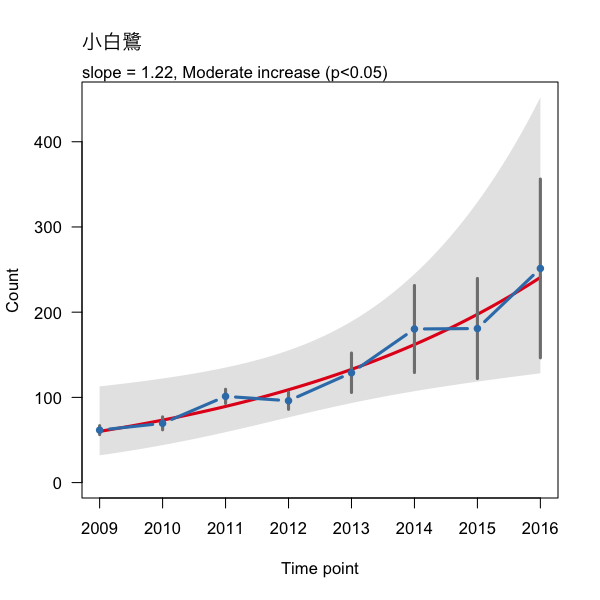 小白鷺
slope = 1.22, Moderate increase (p<0.05)
Count
400
300
200
100
0
2009 2010 2011 2012 2013 2014 2015 2016
Time point